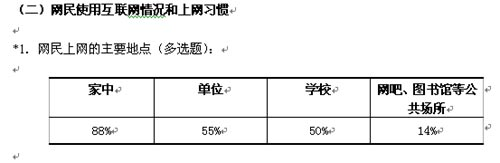 （二）网民使用互联网情况和上网习惯
*1．网民上网的主要地点（多选题）：
家中 单位 学校 网吧、图书馆等公
共场所
88% 55% 50% 14%